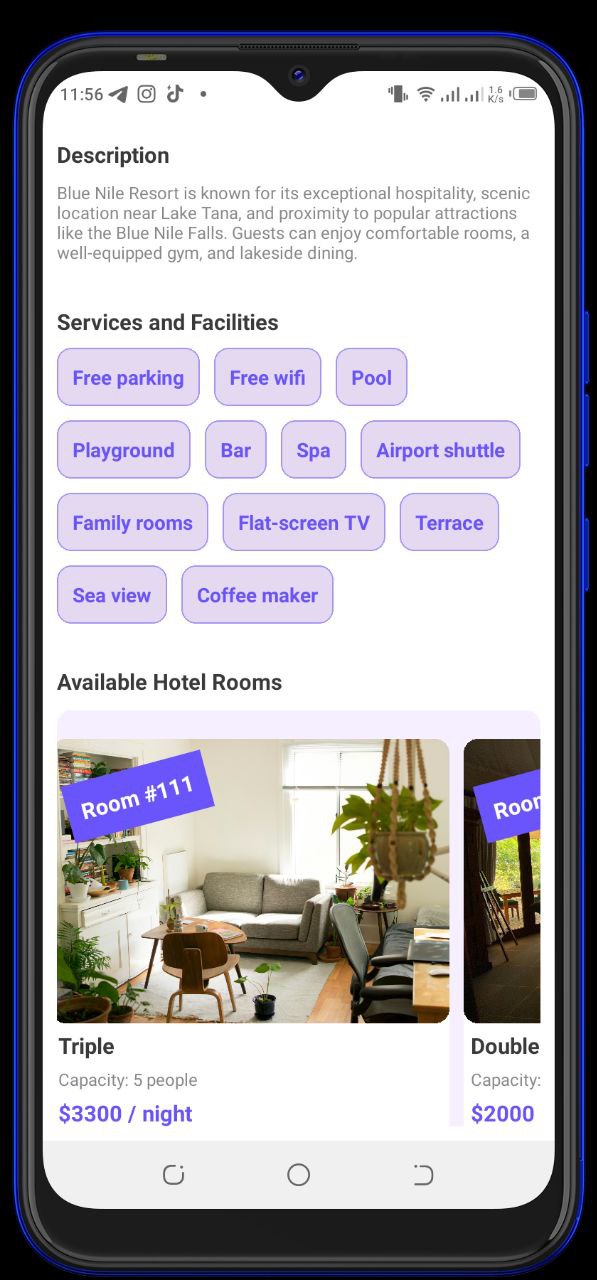 11:56
1.6
K/s
Description
Blue Nile Resort is known for its exceptional hospitality, scenic
location near Lake Tana, and proximity to popular attractions
like the Blue Nile Falls. Guests can enjoy comfortable rooms, a
well-equipped gym, and lakeside dining.
Services and Facilities
Free parking Free wifi Pool
Playground Bar Spa Airport shuttle
Family rooms Flat-screen TV Terrace
Sea view Coffee maker
Available Hotel Rooms
Room #111
Triple
Capacity: 5 people
$3300 / night
Room
Double
Capacity:
$2000